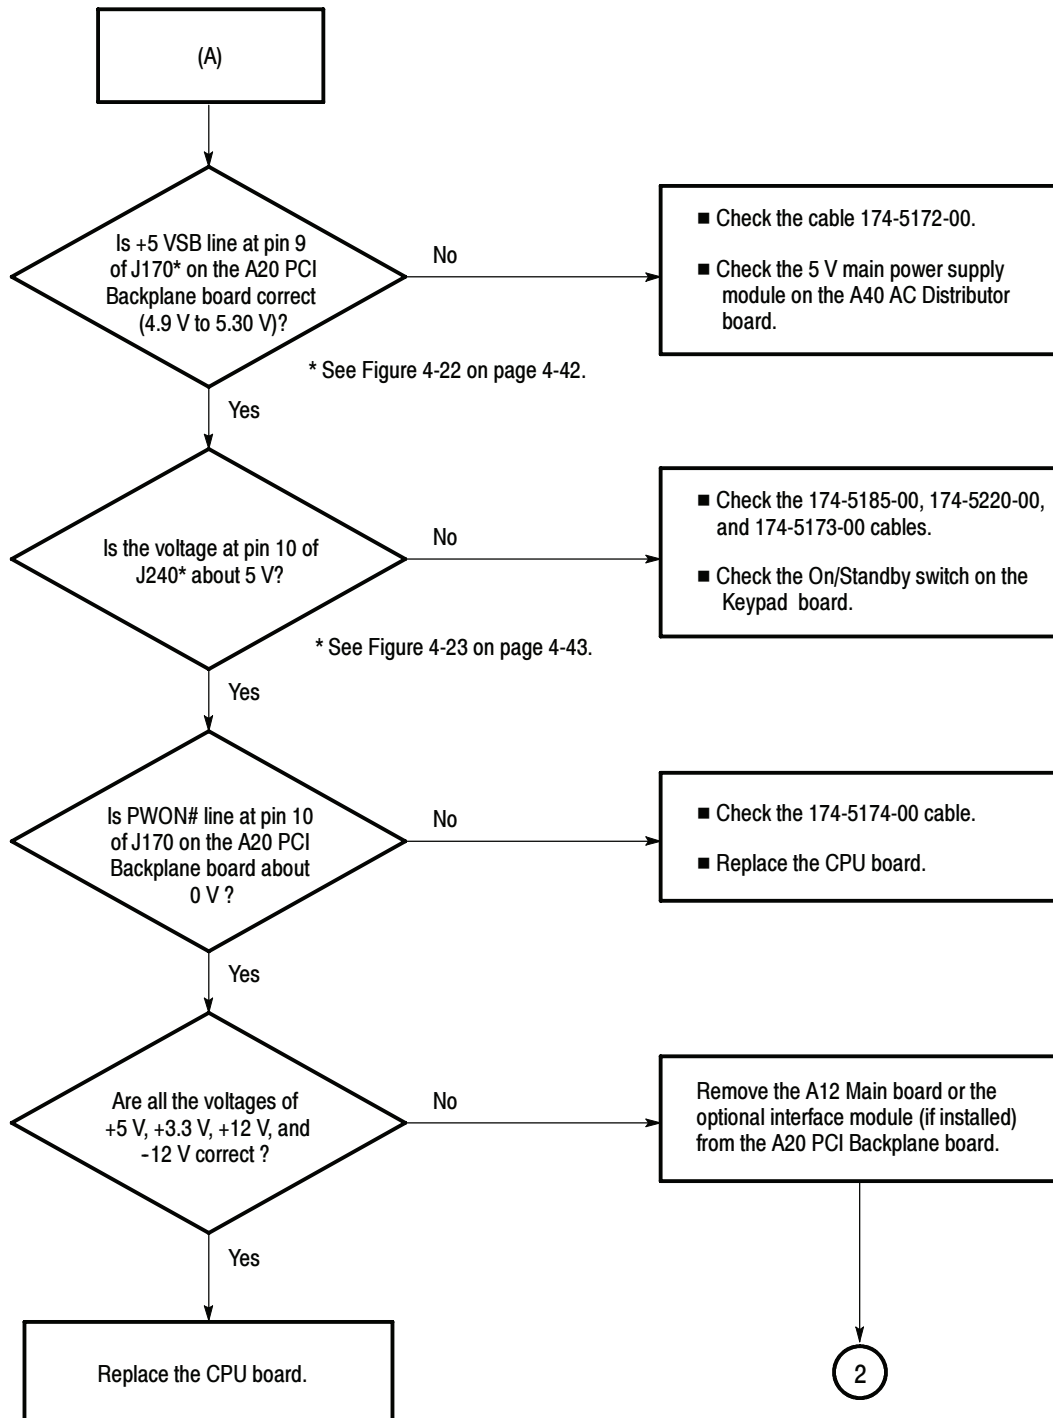 (A)
Is +5 VSB line at pin 9
of J170* on the A20 PCI
Backplane board correct
(4.9 V to 5.30 V)?
No
■ Check the cable 174-5172-00.
■ Check the 5 V main power supply
module on the A40 AC Distributor
board.
* See Figure 4-22 on page 4-42.
Yes
Is the voltage at pin 10 of
J240* about 5 V?
No
■ Check the 174-5185-00, 174-5220-00,
and 174-5173-00 cables.
■ Check the On/Standby switch on the
Keypad board.
* See Figure 4-23 on page 4-43.
Yes
Is PWON# line at pin 10
of J170 on the A20 PCI
Backplane board about
0 V ?
No
■ Check the 174-5174-00 cable.
■ Replace the CPU board.
Yes
Are all the voltages of
+5 V, +3.3 V, +12 V, and
-12 V correct ?
No
Remove the A12 Main board or the
optional interface module (if installed)
from the A20 PCI Backplane board.
Yes
Replace the CPU board.
2